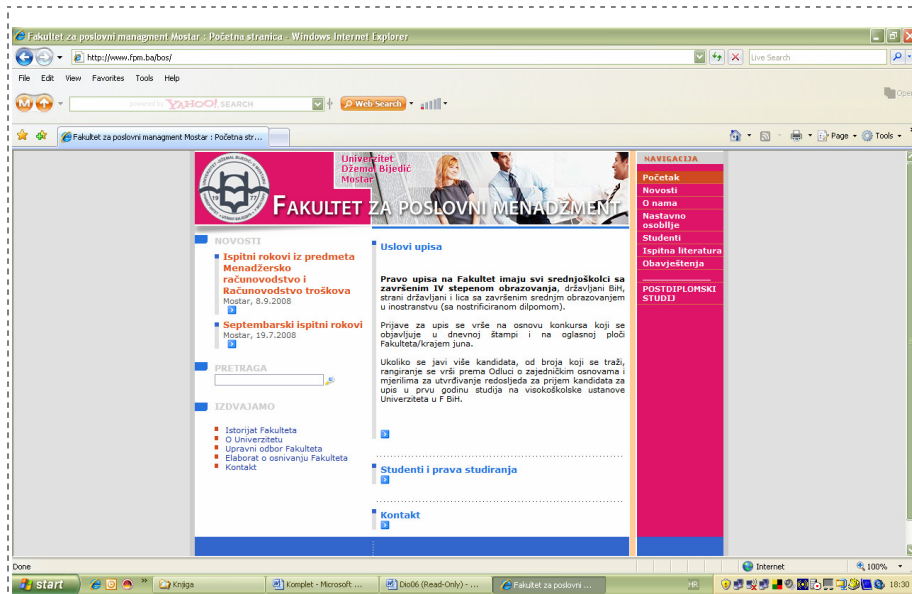 Fakultet za poslovni managment Mostar : Početna stranica - Windows Internet Explorer
http://www.fpm.ba/bos/
Live Search
File Edit View Favorites Tools Help
powered by YAHOO! SEARCH
Web Search
Fakultet za poslovni managment Mostar : Početna str...
Page
Tools
Univerzitet
Džemal Bijedić
Mostar
19 77
FAKULTET ZA POSLOVNI MENADŽMENT
NOVOSTI
Ispitni rokovi iz predmeta
Menadžersko
računovodstvo i
Računovodstvo troškova
Mostar, 8.9.2008
Septembarski ispitni rokovi
Mostar, 19.7.2008
PRETRAGA
IZDVAJAMO
Istorijat Fakulteta
O Univerzitetu
Upravni odbor Fakulteta
Elaborat o osnivanju Fakulteta
Kontakt
Uslovi upisa
Pravo upisa na Fakultet imaju svi srednjoškolci sa
završenim IV stepenom obrazovanja, državljani BiH,
strani državljani i lica sa završenim srednjm obrazovanjem
u inostranstvu (sa nostrificiranom dilpomom).
Prijave za upis se vrše na osnovu konkursa koji se
objavljuje u dnevnoj štampi i na oglasnoj ploči
Fakulteta/krajem juna.
Ukoliko se javi više kandidata, od broja koji se traži,
rangiranje se vrši prema Odluci o zajedničkim osnovama i
mjerilima za utvrđivanje redosljeda za prijem kandidata za
upis u prvu godinu studija na visokoškolske ustanove
Univerziteta u F BiH.
Studenti i prava studiranja
Kontakt
NAVIGACIJA
Početak
Novosti
O nama
Nastavno
osobllje
Studenti
Ispitna literatura
Obavještenja
POSTDIPLOMSKI
STUDIJ
Done
Internet
100%
start
Knjiga
Komplet - Microsoft ...
Dio06 (Read-Only) - ...
Fakultet za poslovni ...
HR
18:30